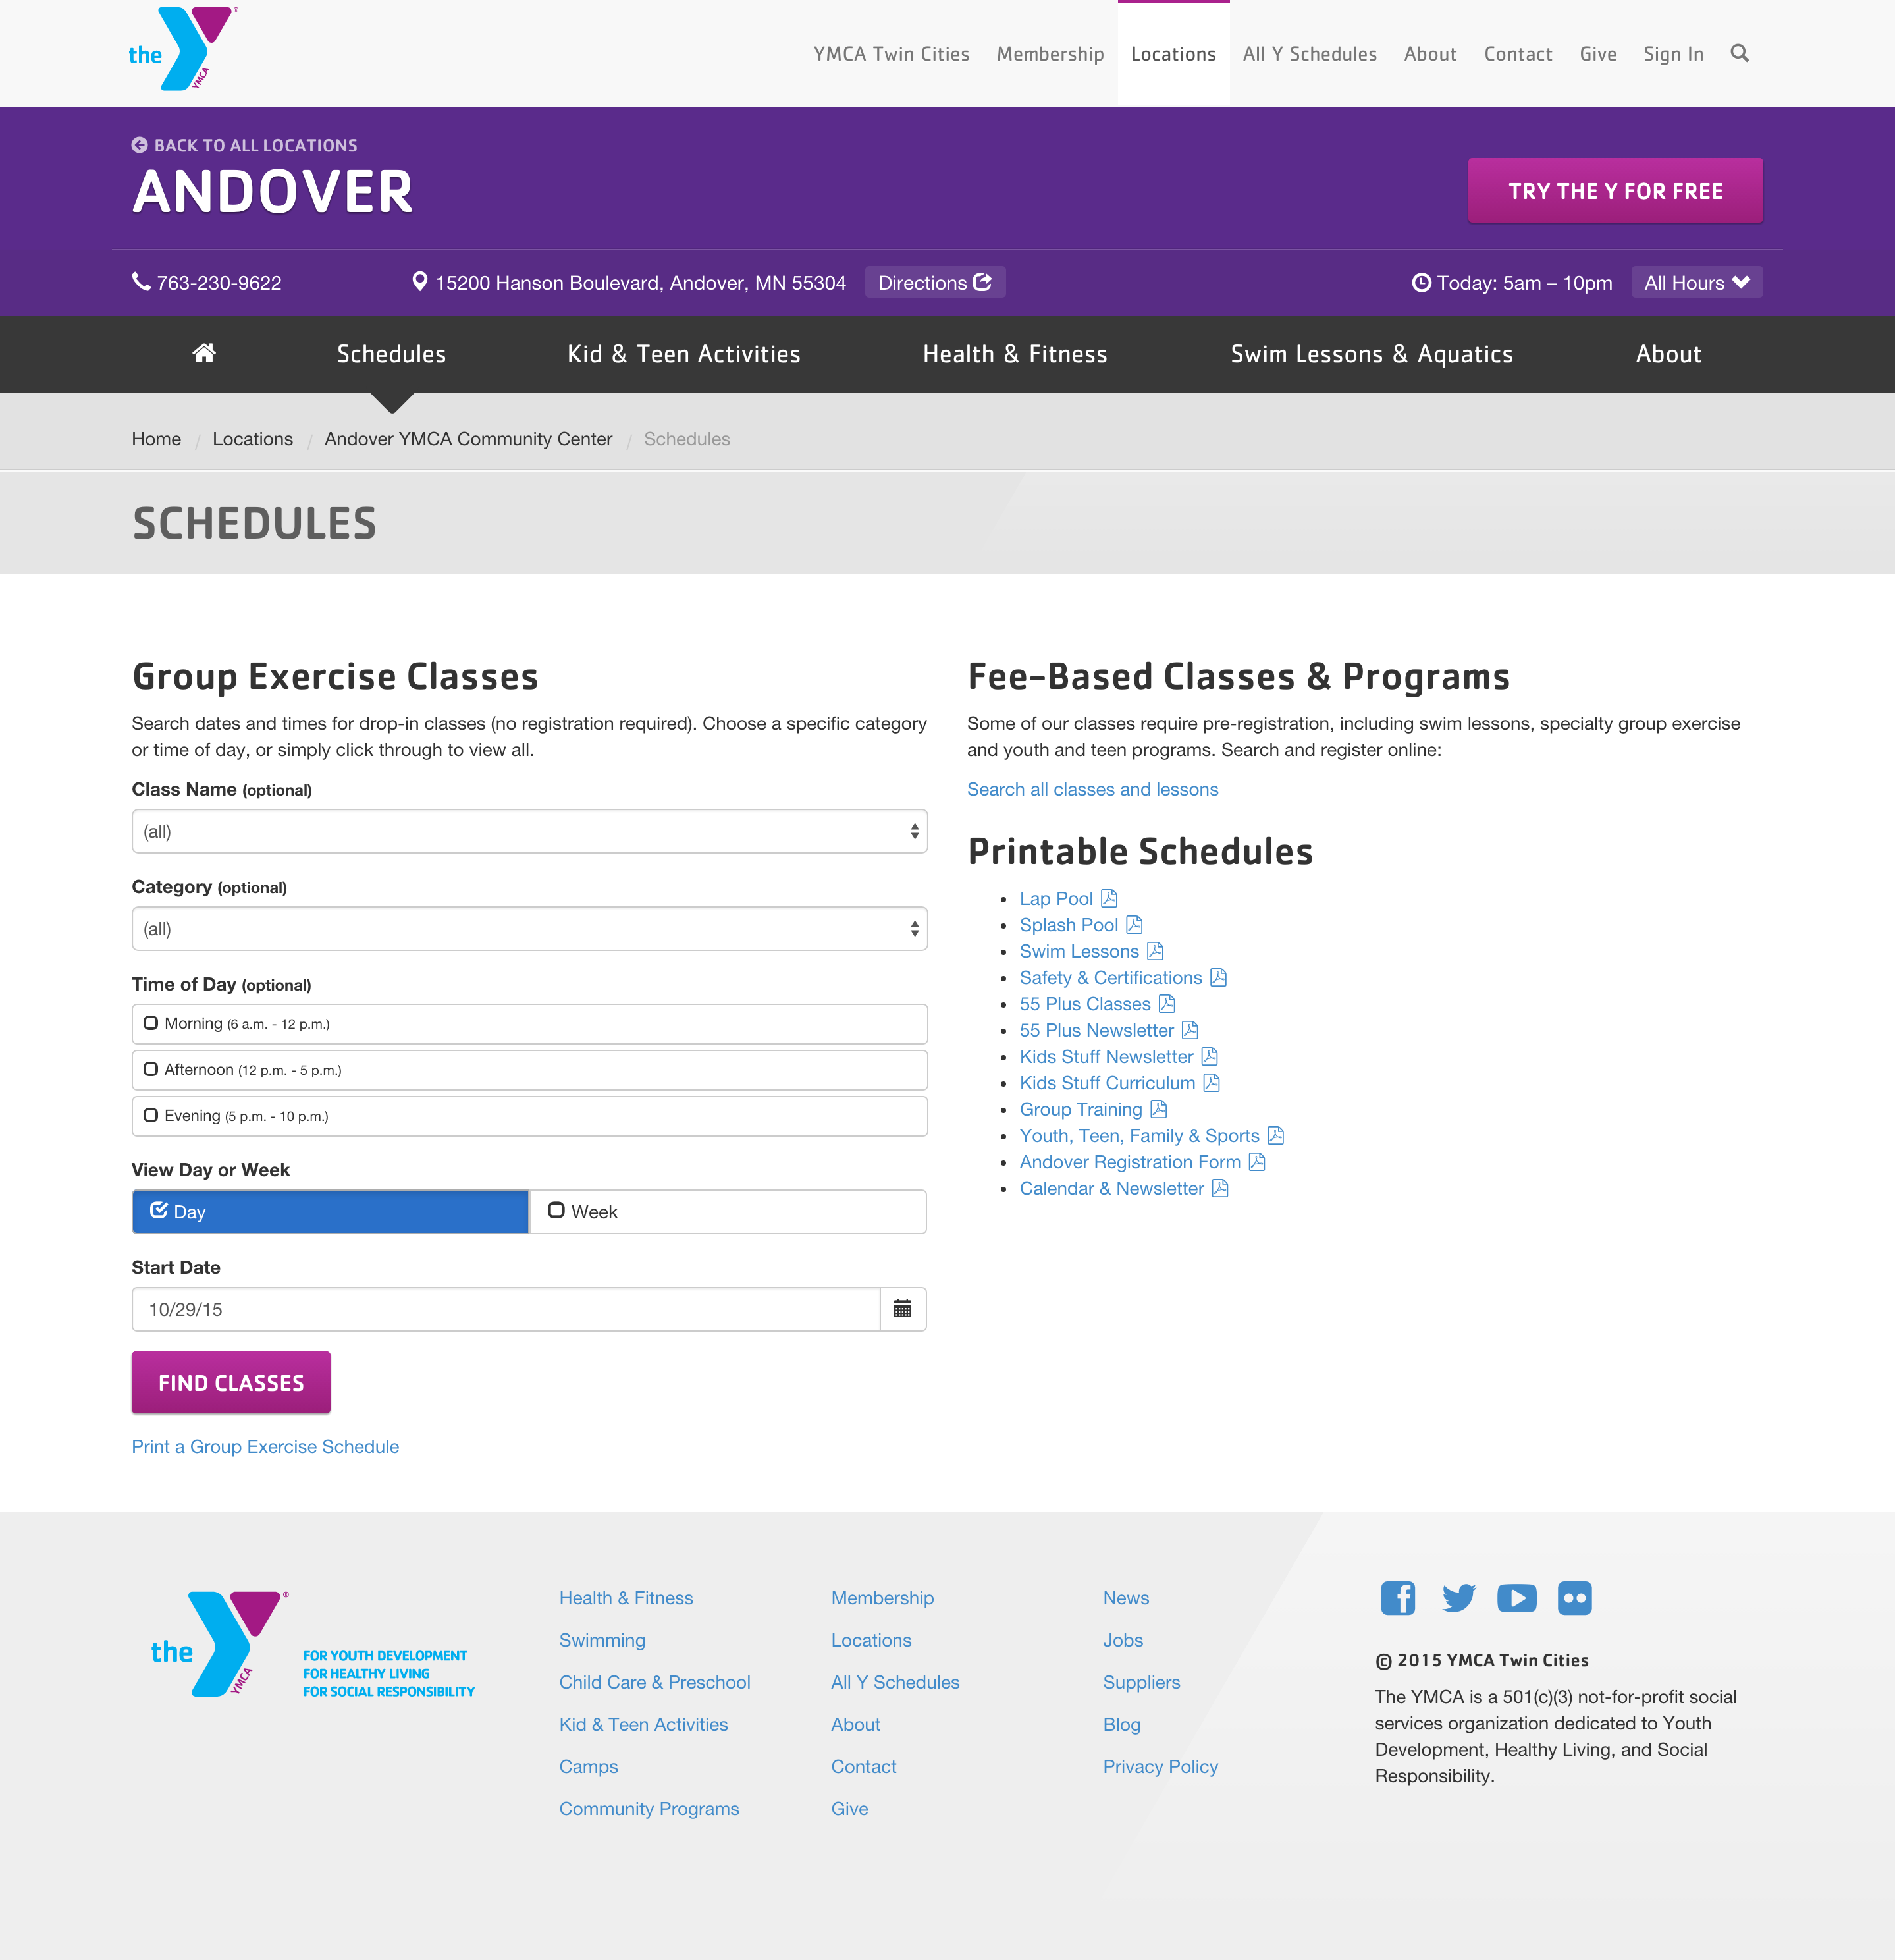 the YMCA ®
YMCA Twin Cities Membership Locations All Y Schedules About Contact Give Sign In
BACK TO ALL LOCATIONS
ANDOVER
TRY THE Y FOR FREE
763-230-9622 15200 Hanson Boulevard, Andover, MN 55304 Directions Today: 5am – 10pm All Hours
Schedules Kid & Teen Activities Health & Fitness Swim Lessons & Aquatics About
Home / Locations / Andover YMCA Community Center / Schedules
SCHEDULES
Group Exercise Classes
Search dates and times for drop-in classes (no registration required). Choose a specific category
or time of day, or simply click through to view all.
Class Name (optional)
(all)
Category (optional)
(all)
Time of Day (optional)
Morning (6 a.m. - 12 p.m.)
Afternoon (12 p.m. - 5 p.m.)
Evening (5 p.m. - 10 p.m.)
View Day or Week
Day Week
Start Date
10/29/15
FIND CLASSES
Print a Group Exercise Schedule
Fee-Based Classes & Programs
Some of our classes require pre-registration, including swim lessons, specialty group exercise
and youth and teen programs. Search and register online:
Search all classes and lessons
Printable Schedules
• Lap Pool
• Splash Pool
• Swim Lessons
• Safety & Certifications
• 55 Plus Classes
• 55 Plus Newsletter
• Kids Stuff Newsletter
• Kids Stuff Curriculum
• Group Training
• Youth, Teen, Family & Sports
• Andover Registration Form
• Calendar & Newsletter
the YMCA ®
FOR YOUTH DEVELOPMENT
FOR HEALTHY LIVING
FOR SOCIAL RESPONSIBILITY
Health & Fitness
Swimming
Child Care & Preschool
Kid & Teen Activities
Camps
Community Programs
Membership
Locations
All Y Schedules
About
Contact
Give
News
Jobs
Suppliers
Blog
Privacy Policy
© 2015 YMCA Twin Cities
The YMCA is a 501(c)(3) not-for-profit social
services organization dedicated to Youth
Development, Healthy Living, and Social
Responsibility.